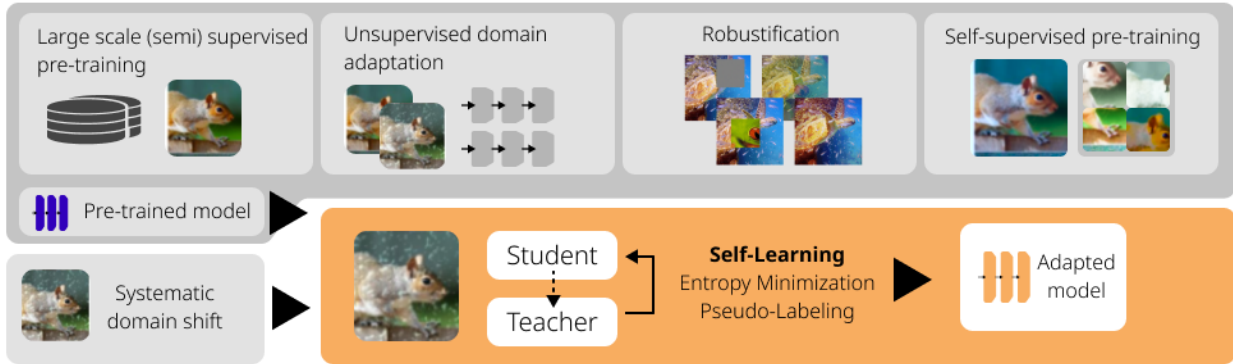 Large scale (semi) supervised
pre-training
Unsupervised domain
adaptation
Robustification
Self-supervised pre-training
Pre-trained model
Systematic
domain shift
Student
Teacher
Self-Learning
Entropy Minimization
Pseudo-Labeling
Adapted
model